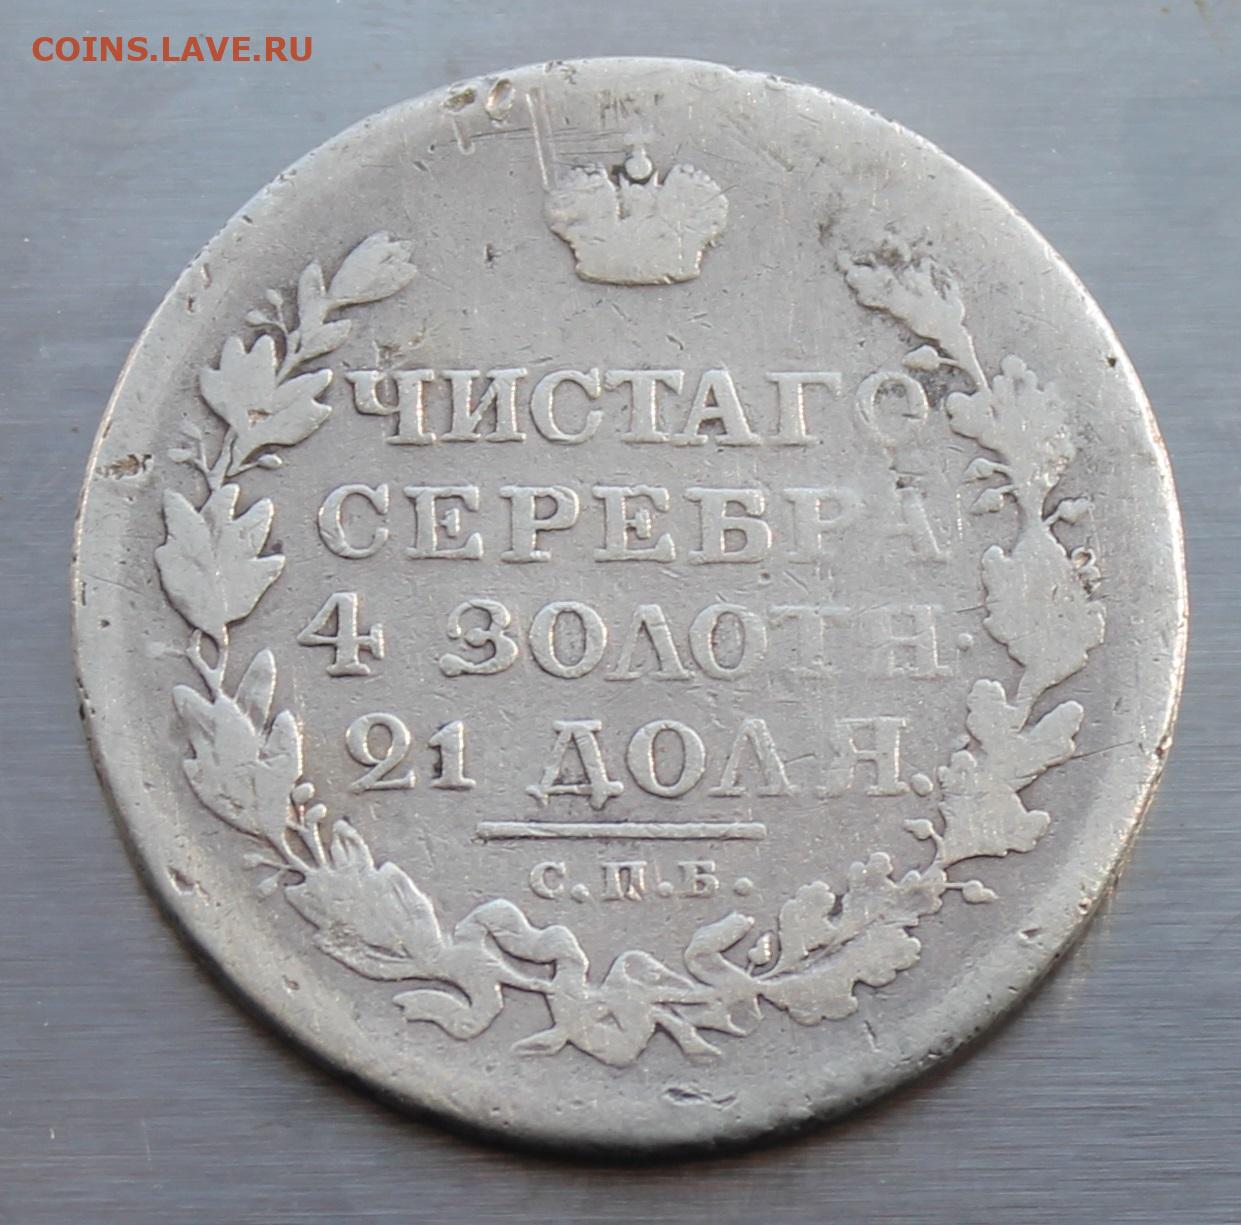 COINS.LAVE.RU
ЧИСТАГО
СЕРЕБРА
4 ЗОЛОТН.
21 ДОЛЯ.
С.П.Б.